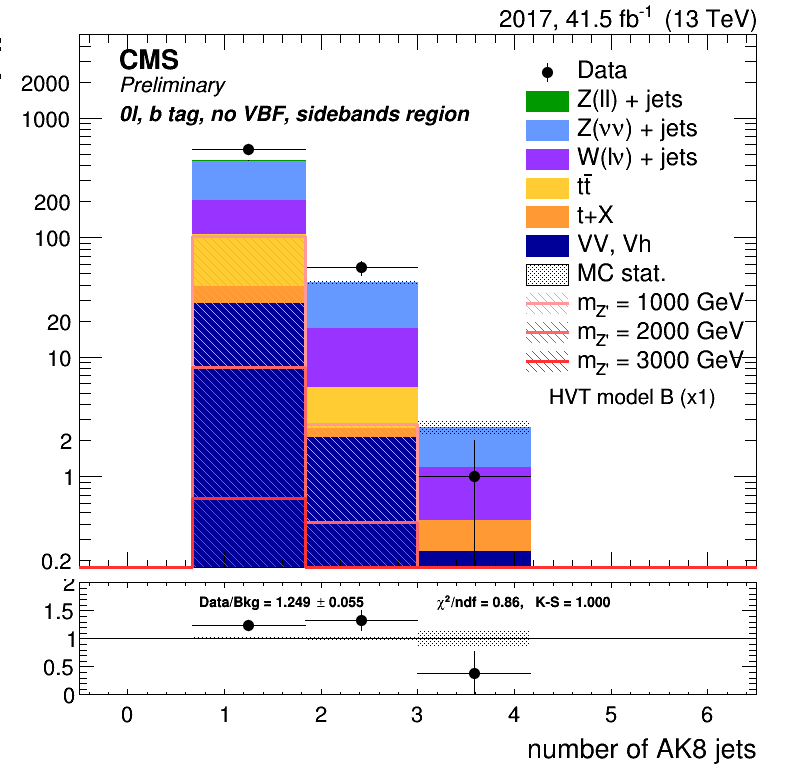 2017, 41.5 fb⁻¹ (13 TeV)
CMS
Preliminary
0l, b tag, no VBF, sidebands region
Data
Z(ll) + jets
Z(νν) + jets
W(lν) + jets
tt̄
t+X
VV, Vh
MC stat.
m_Z' = 1000 GeV
m_Z' = 2000 GeV
m_Z' = 3000 GeV
HVT model B (x1)
2000
1000
200
100
20
10
2
1
0.2
Data/Bkg = 1.249 ± 0.055
χ²/ndf = 0.86, K-S = 1.000
2
1.5
1
0.5
0
0 1 2 3 4 5 6
number of AK8 jets